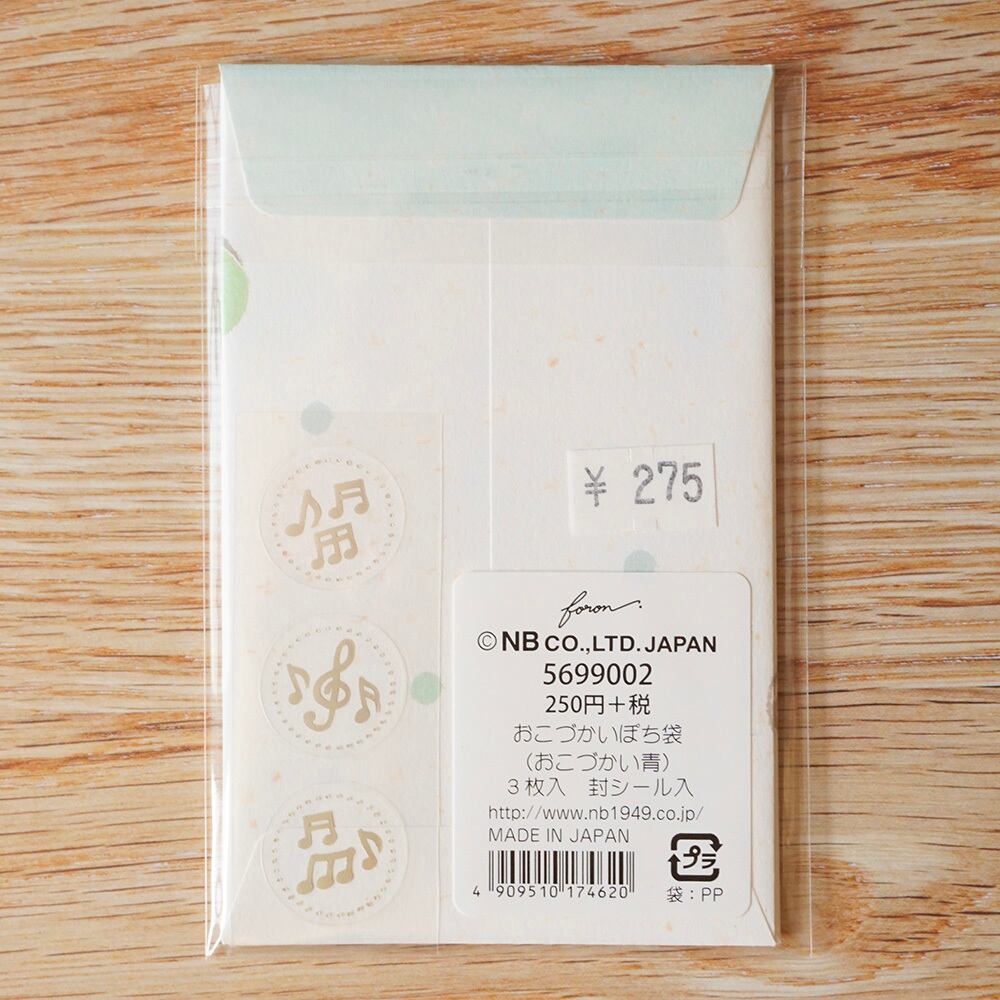 ¥ 275
foron
© NB CO.,LTD. JAPAN
5699002
250円+税
おこづかいぽち袋
(おこづかい青)
3枚入 封シール入
http://www.nb1949.co.jp/
MADE IN JAPAN
4 909510 174620
プラ
袋:PP